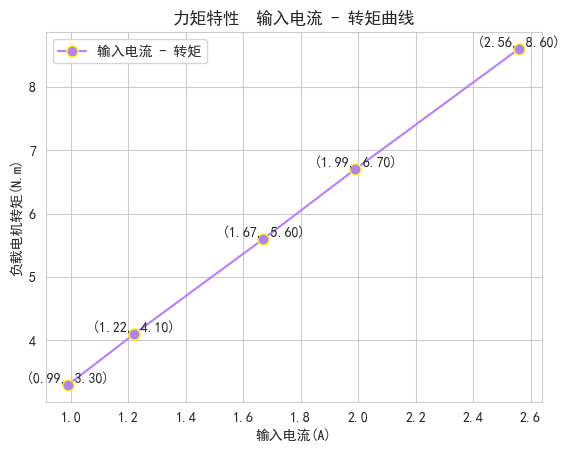 力矩特性  输入电流 - 转矩曲线
输入电流 - 转矩
(2.56, 8.60)
(1.99, 6.70)
(1.67, 5.60)
(1.22, 4.10)
(0.99, 3.30)
8
7
6
5
4
负载电机转矩(N.m)
1.0 1.2 1.4 1.6 1.8 2.0 2.2 2.4 2.6
输入电流(A)